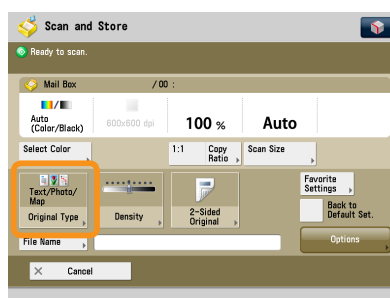 Scan and Store
Ready to scan.
Mail Box / 00 :
Auto
(Color/Black)
600x600 dpi
100 %
Auto
Select Color
1:1 Copy
Ratio
Scan Size
Text/Photo/
Map
Original Type
Density
2-Sided
Original
Favorite
Settings
Back to
Default Set.
File Name
Options
× Cancel